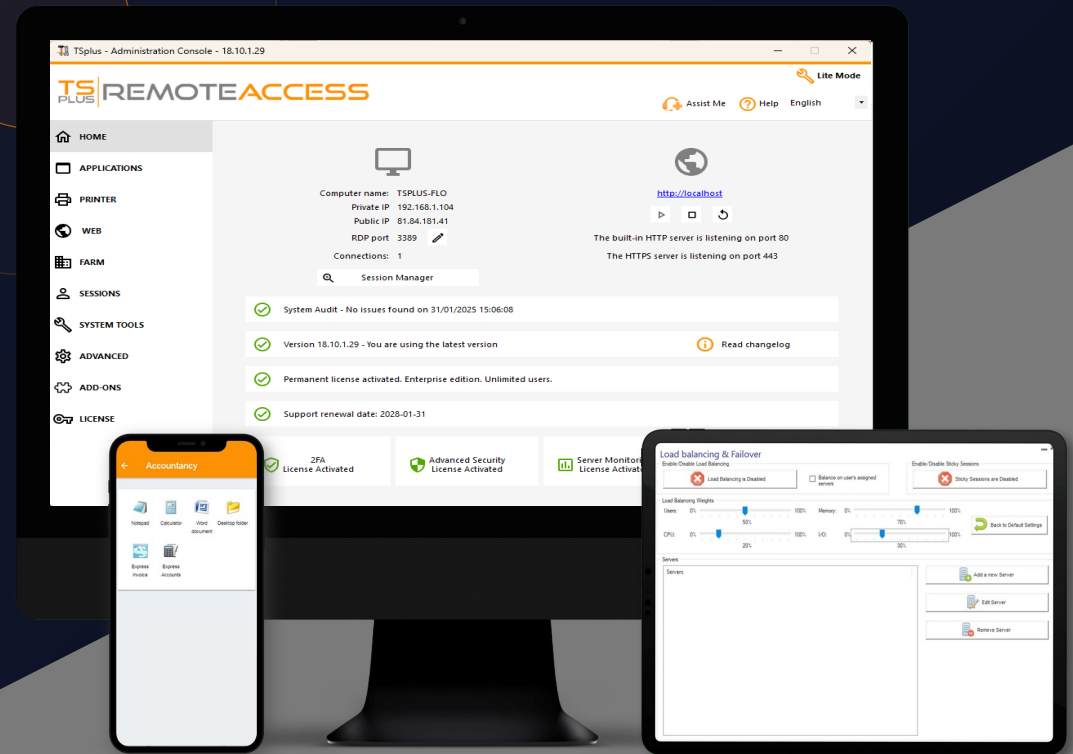 TSplus - Administration Console - 18.10.1.29
TS PLUS REMOTEACCESS
Lite Mode
Assist Me
Help
English
HOME
APPLICATIONS
PRINTER
WEB
FARM
SESSIONS
SYSTEM TOOLS
ADVANCED
ADD-ONS
LICENSE
Computer name: TSPLUS-FLO
Private IP 192.168.1.104
Public IP 81.84.181.41
RDP port 3389
Connections: 1
Session Manager
http://localhost
The built-in HTTP server is listening on port 80
The HTTPS server is listening on port 443
System Audit - No issues found on 31/01/2025 15:06:08
Version 18.10.1.29 - You are using the latest version
Read changelog
Permanent license activated. Enterprise edition. Unlimited users.
Support renewal date: 2028-01-31
2FA
License Activated
Advanced Security
License Activated
Server Monitori
License Activate
Accountancy
Notepad
Calculator
Word
document
Desktop folder
Express
Invoice
Express
Accounts
Load balancing & Failover
Enable/Disable Load Balancing
Load Balancing is Disabled
Balance on user's assigned
servers
Enable/Disable Sticky Sessions
Sticky Sessions are Disabled
Load Balancing Weights
Users: 0% 100%
50%
Memory: 0% 100%
70%
CPU: 0% 100%
20%
I/O: 0% 100%
30%
Back to Default Settings
Servers
Servers
Add a new Server
Edit Server
Remove Server